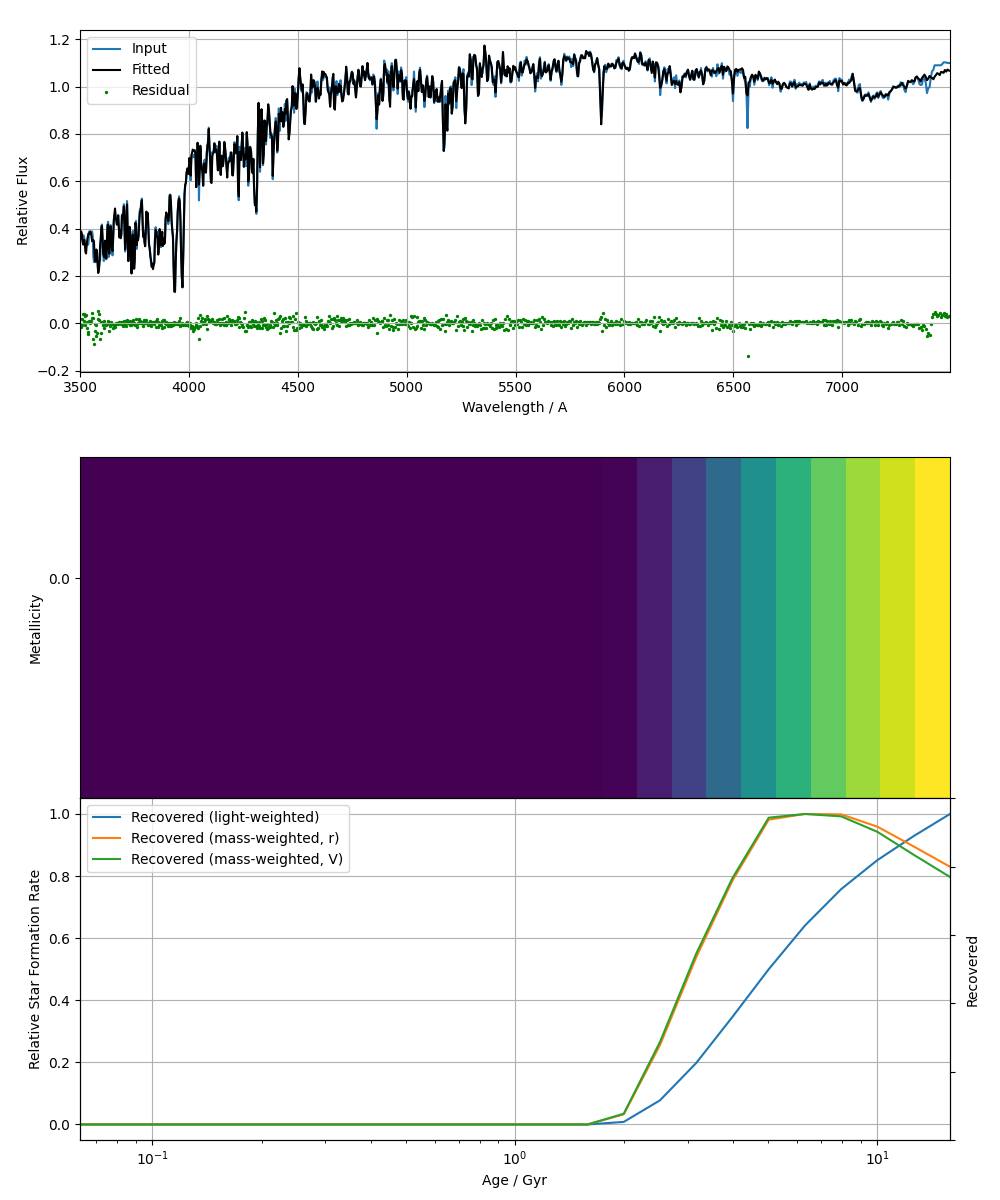 1.2
1.0
0.8
0.6
0.4
0.2
0.0
−0.2
Relative Flux
Input
Fitted
Residual
3500 4000 4500 5000 5500 6000 6500 7000
Wavelength / A
0.0
Metallicity
1.0
0.8
0.6
0.4
0.2
0.0
Relative Star Formation Rate
Recovered (light-weighted)
Recovered (mass-weighted, r)
Recovered (mass-weighted, V)
Recovered
10⁻¹ 10⁰ 10¹
Age / Gyr